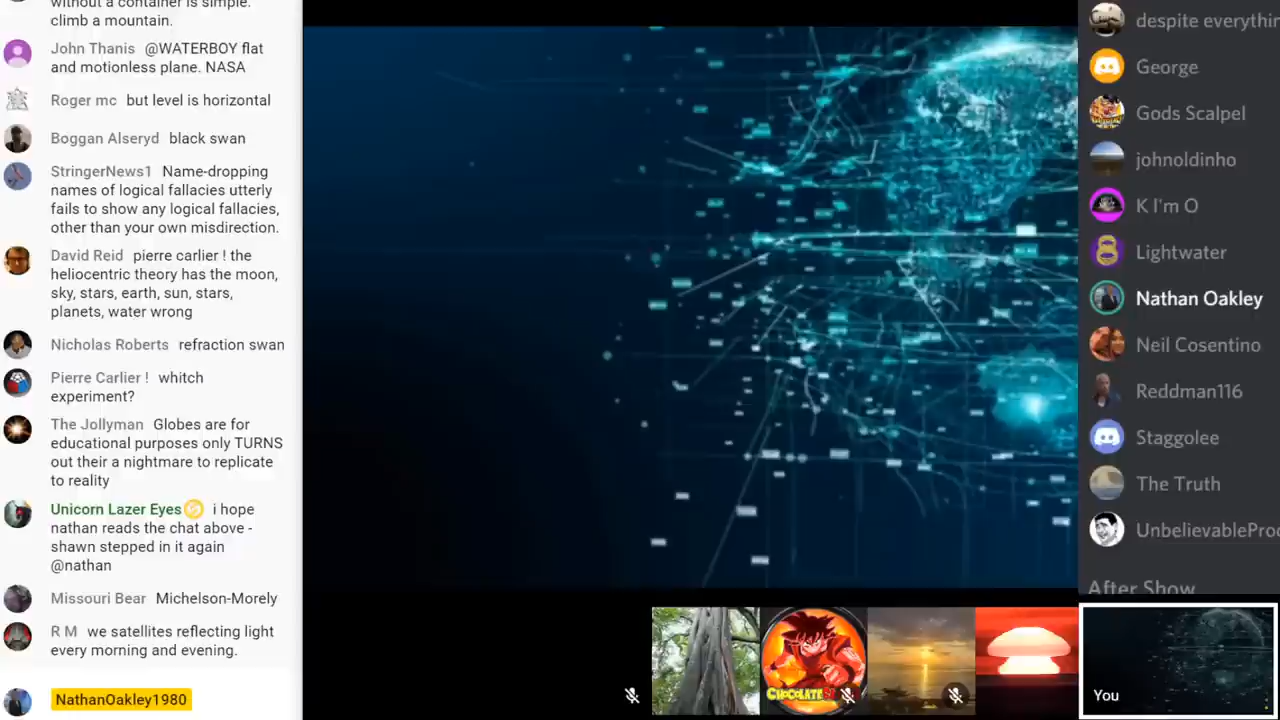 without a container is simple.
climb a mountain.
John Thanis @WATERBOY flat
and motionless plane. NASA
Roger mc but level is horizontal
Boggan Alseryd black swan
StringerNews1 Name-dropping
names of logical fallacies utterly
fails to show any logical fallacies,
other than your own misdirection.
David Reid pierre carlier ! the
heliocentric theory has the moon,
sky, stars, earth, sun, stars,
planets, water wrong
Nicholas Roberts refraction swan
Pierre Carlier ! whitch
experiment?
The Jollyman Globes are for
educational purposes only TURNS
out their a nightmare to replicate
to reality
Unicorn Lazer Eyes i hope
nathan reads the chat above -
shawn stepped in it again
@nathan
Missouri Bear Michelson-Morely
R M we satellites reflecting light
every morning and evening.
NathanOakley1980
CHOCOLATE
You
despite everythin
George
Gods Scalpel
johnoldinho
K I'm O
Lightwater
Nathan Oakley
Neil Cosentino
Reddman116
Staggolee
The Truth
UnbelievableProd
After Show